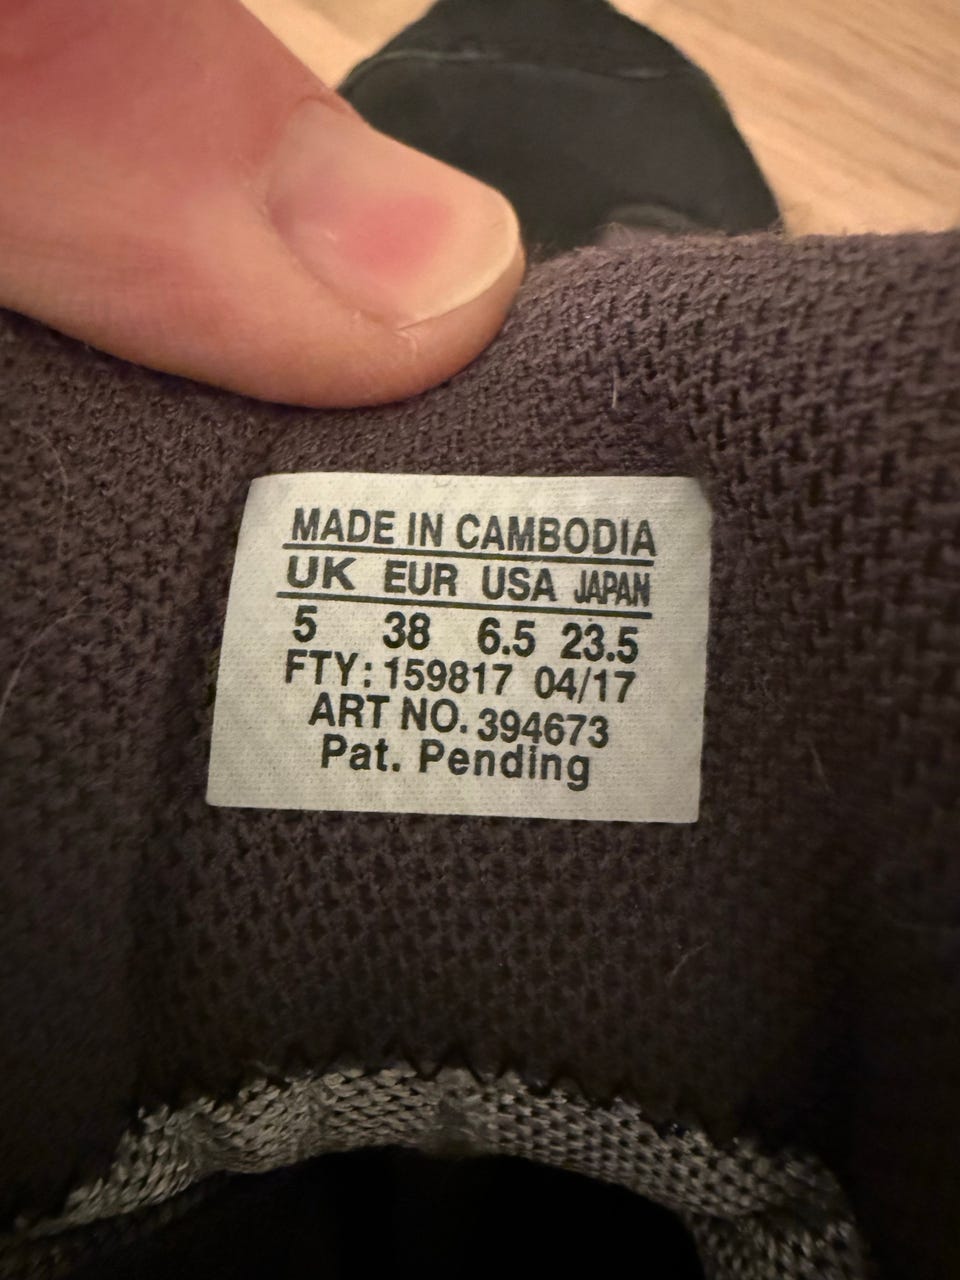 MADE IN CAMBODIA
UK EUR USA JAPAN
5 38 6.5 23.5
FTY: 159817 04/17
ART NO. 394673
Pat. Pending